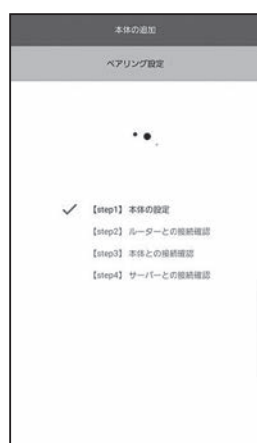 本体の追加
ペアリング設定
【step1】 本体の設定
【step2】 ルーターとの接続確認
【step3】 本体との接続確認
【step4】 サーバーとの接続確認